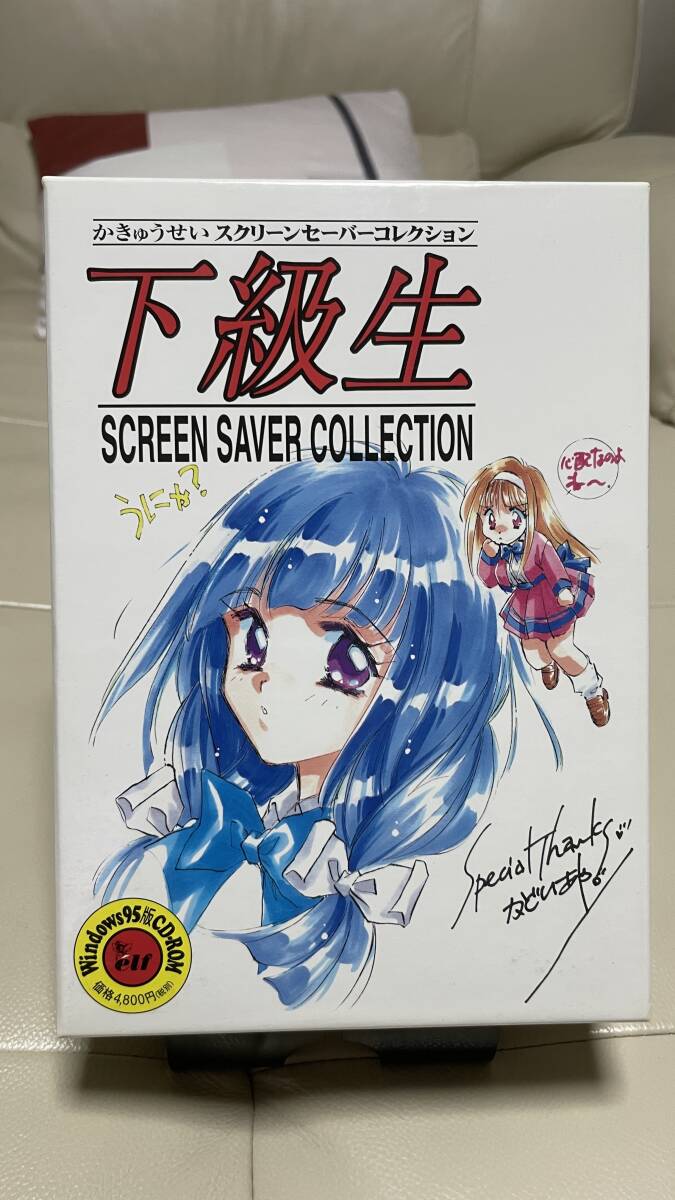 かきゅうせい スクリーンセーバーコレクション
下級生
SCREEN SAVER COLLECTION
うにゃ?
心配なのよ
ね〜.
Special Thanks
Windows95版CD-ROM
elf
価格4,800円(税別)